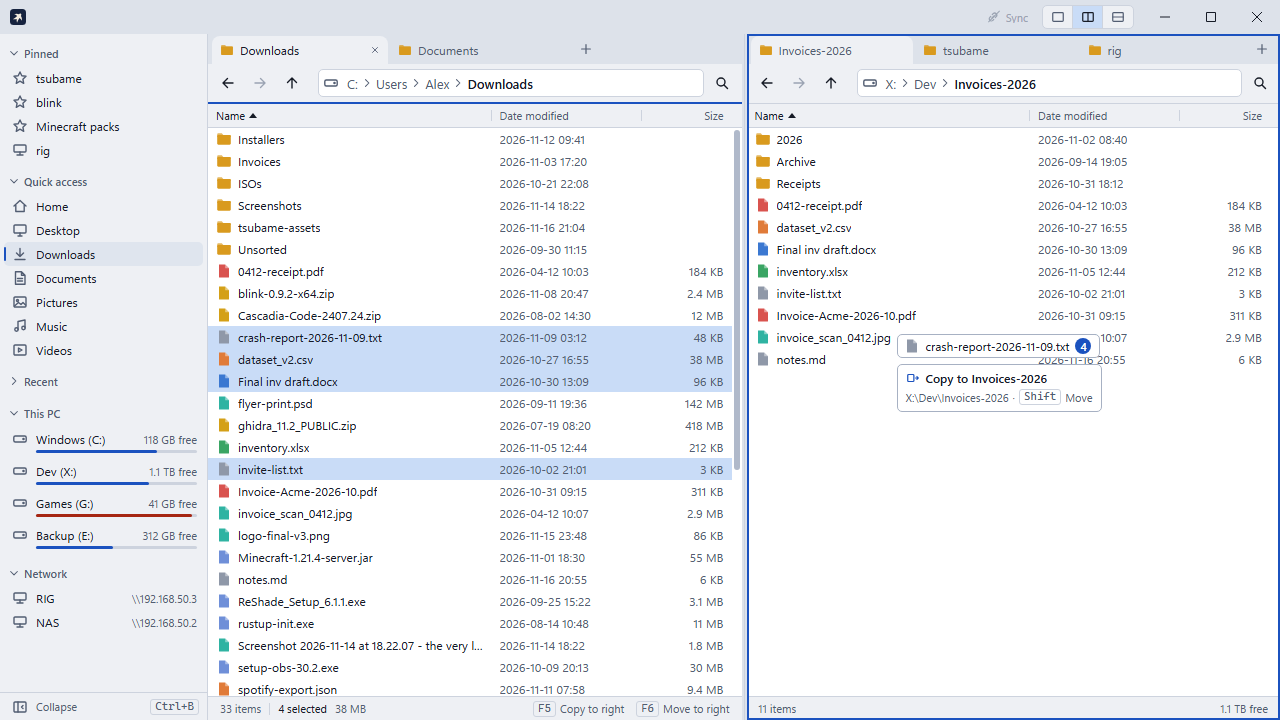 Sync
Pinned
tsubame
blink
Minecraft packs
rig
Quick access
Home
Desktop
Downloads
Documents
Pictures
Music
Videos
Recent
This PC
Windows (C:) 118 GB free
Dev (X:) 1.1 TB free
Games (G:) 41 GB free
Backup (E:) 312 GB free
Network
RIG \\192.168.50.3
NAS \\192.168.50.2
Collapse Ctrl+B
Downloads Documents
C: Users Alex Downloads
Name Date modified Size
Installers 2026-11-12 09:41
Invoices 2026-11-03 17:20
ISOs 2026-10-21 22:08
Screenshots 2026-11-14 18:22
tsubame-assets 2026-11-16 21:04
Unsorted 2026-09-30 11:15
0412-receipt.pdf 2026-04-12 10:03 184 KB
blink-0.9.2-x64.zip 2026-11-08 20:47 2.4 MB
Cascadia-Code-2407.24.zip 2026-08-02 14:30 12 MB
crash-report-2026-11-09.txt 2026-11-09 03:12 48 KB
dataset_v2.csv 2026-10-27 16:55 38 MB
Final inv draft.docx 2026-10-30 13:09 96 KB
flyer-print.psd 2026-09-11 19:36 142 MB
ghidra_11.2_PUBLIC.zip 2026-07-19 08:20 418 MB
inventory.xlsx 2026-11-05 12:44 212 KB
invite-list.txt 2026-10-02 21:01 3 KB
Invoice-Acme-2026-10.pdf 2026-10-31 09:15 311 KB
invoice_scan_0412.jpg 2026-04-12 10:07 2.9 MB
logo-final-v3.png 2026-11-15 23:48 86 KB
Minecraft-1.21.4-server.jar 2026-11-01 18:30 55 MB
notes.md 2026-11-16 20:55 6 KB
ReShade_Setup_6.1.1.exe 2026-09-25 15:22 3.1 MB
rustup-init.exe 2026-08-14 10:48 11 MB
Screenshot 2026-11-14 at 18.22.07 - the very l... 2026-11-14 18:22 1.8 MB
setup-obs-30.2.exe 2026-10-09 20:13 30 MB
spotify-export.json 2026-11-11 07:58 9.4 MB
33 items 4 selected 38 MB F5 Copy to right F6 Move to right
Invoices-2026 tsubame rig
X: Dev Invoices-2026
Name Date modified Size
2026 2026-11-02 08:40
Archive 2026-09-14 19:05
Receipts 2026-10-31 18:12
0412-receipt.pdf 2026-04-12 10:03 184 KB
dataset_v2.csv 2026-10-27 16:55 38 MB
Final inv draft.docx 2026-10-30 13:09 96 KB
inventory.xlsx 2026-11-05 12:44 212 KB
invite-list.txt 2026-10-02 21:01 3 KB
Invoice-Acme-2026-10.pdf 2026-10-31 09:15 311 KB
invoice_scan_0412.jpg 10:07 2.9 MB
crash-report-2026-11-09.txt 4
notes.md 2026-11-16 20:55 6 KB
Copy to Invoices-2026
X:\Dev\Invoices-2026 · Shift Move
11 items 1.1 TB free